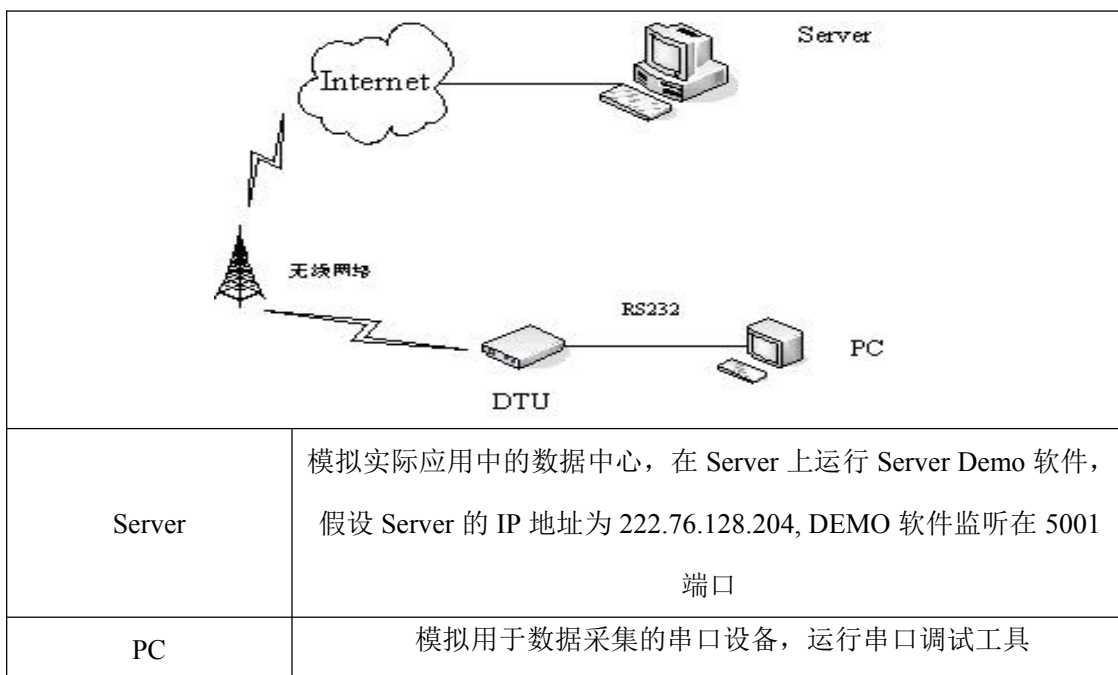 Server
Internet
无线网络
RS232
PC
DTU
Server
模拟实际应用中的数据中心，在 Server 上运行 Server Demo 软件，
假设 Server 的 IP 地址为 222.76.128.204, DEMO 软件监听在 5001
端口
PC
模拟用于数据采集的串口设备，运行串口调试工具